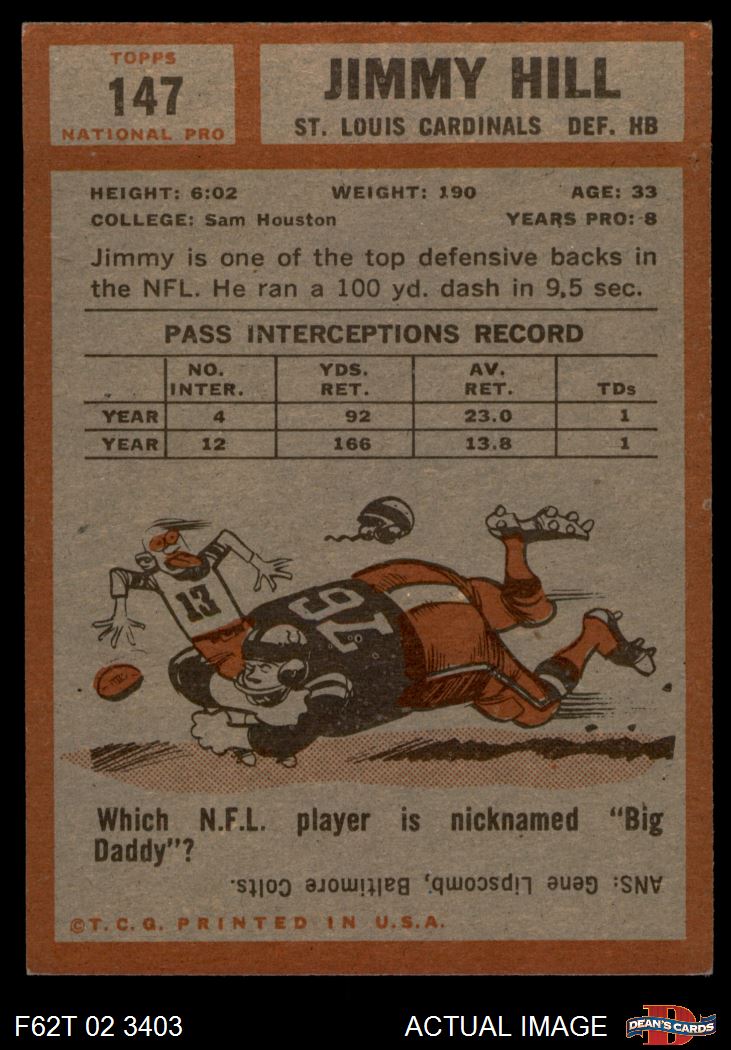 TOPPS
147
NATIONAL PRO
JIMMY HILL
ST. LOUIS CARDINALS DEF. HB
HEIGHT: 6:02 WEIGHT: 190 AGE: 33
COLLEGE: Sam Houston YEARS PRO: 8
Jimmy is one of the top defensive backs in
the NFL. He ran a 100 yd. dash in 9.5 sec.
PASS INTERCEPTIONS RECORD
NO. INTER. YDS. RET. AV. RET. TDs
YEAR 4 92 23.0 1
YEAR 12 166 13.8 1
13
76
Which N.F.L. player is nicknamed "Big
Daddy"?
ANS: Gene Lipscomb, Baltimore Colts.
©T.C.G. PRINTED IN U.S.A.
F62T 02 3403 ACTUAL IMAGE
D
DEAN'S CARDS